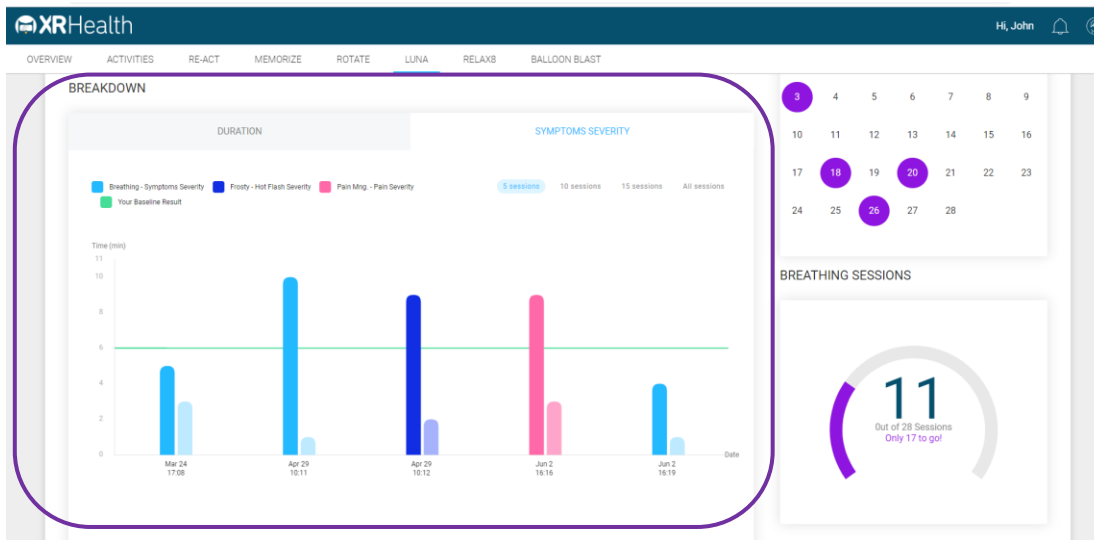 XRHealth
Hi, John
OVERVIEW ACTIVITIES RE-ACT MEMORIZE ROTATE LUNA RELAX8 BALLOON BLAST
BREAKDOWN
DURATION SYMPTOMS SEVERITY
Breathing - Symptoms Severity Frosty - Hot Flash Severity Pain Mng. - Pain Severity
Your Baseline Result
5 sessions 10 sessions 15 sessions All sessions
Time (min)
11
10
8
6
4
2
0
Date
Mar 24 Apr 29 Apr 29 Jun 2 Jun 2
17:08 10:11 10:12 16:16 16:19
3 4 5 6 7 8 9
10 11 12 13 14 15 16
17 18 19 20 21 22 23
24 25 26 27 28
BREATHING SESSIONS
11
Out of 28 Sessions
Only 17 to go!